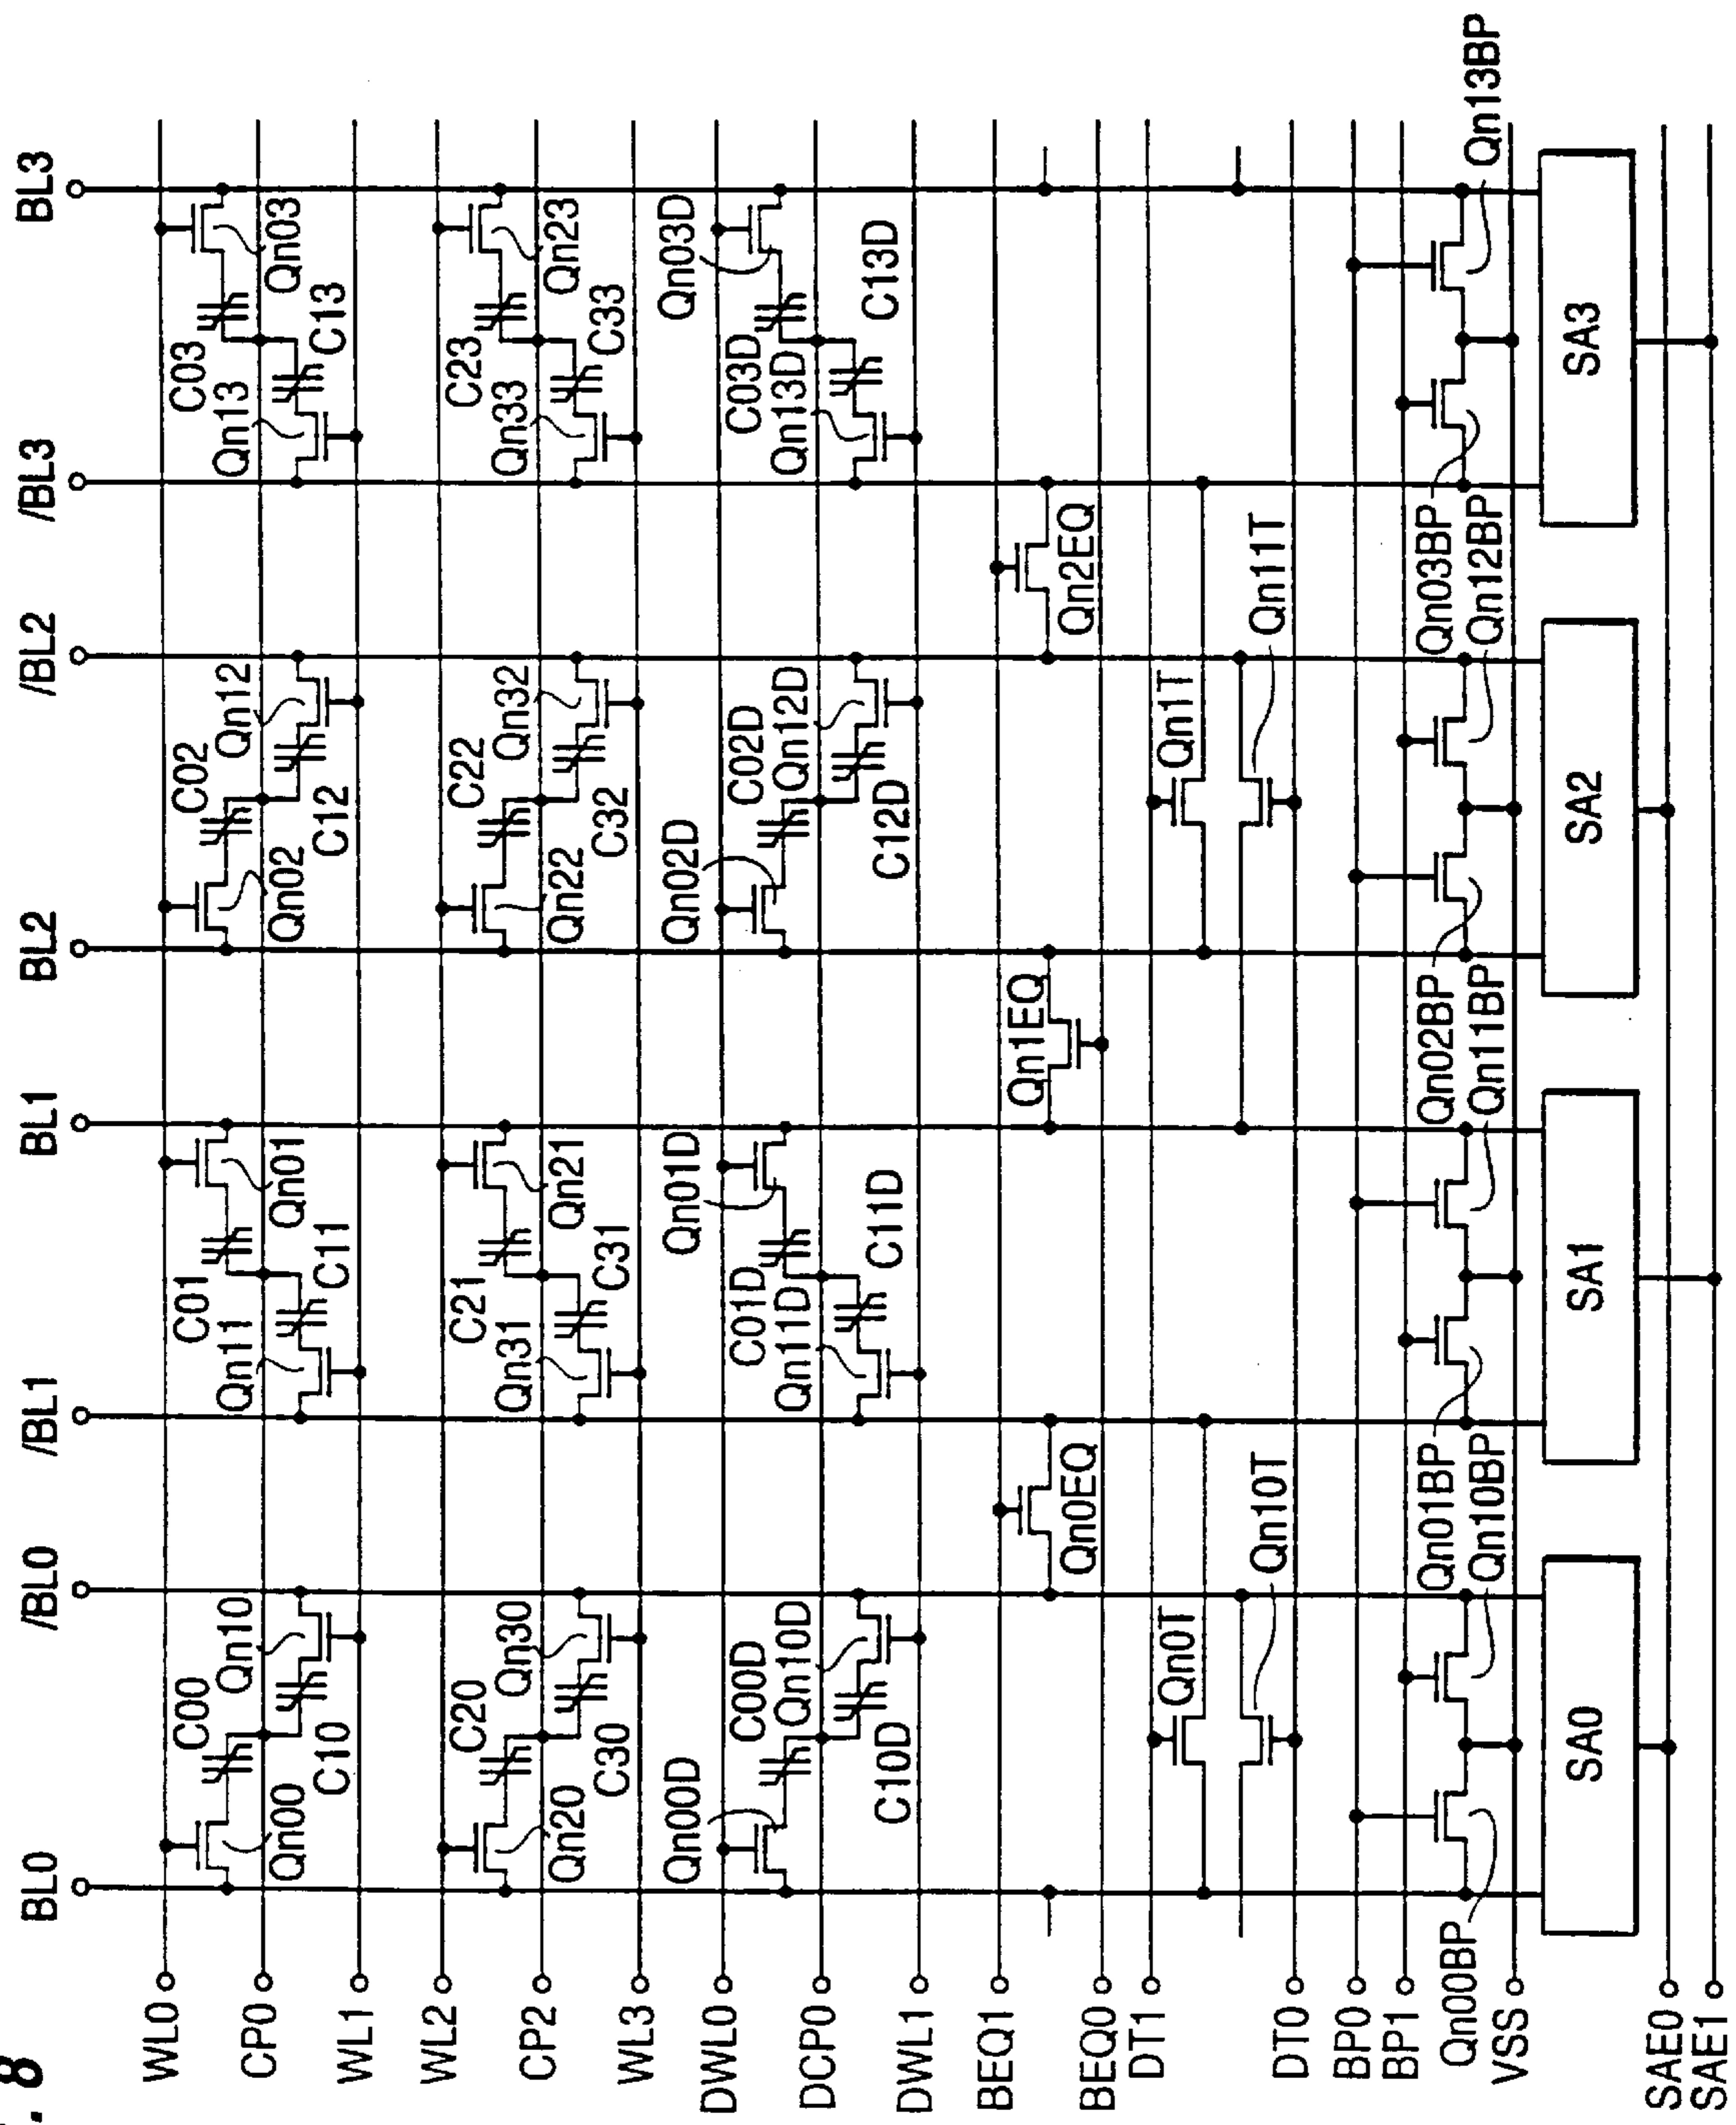 . 8
BL0
/BL0
/BL1
BL1
BL2
/BL2
/BL3
BL3
WL0
C00
Qn10
C01
Qn11
C02
Qn12
C03
Qn13
CP0
Qn00
C10
Qn01
C11
Qn02
C12
Qn03
C13
WL1
WL2
C20
Qn30
C21
Qn31
C22
Qn32
C23
Qn33
CP2
Qn20
C30
Qn21
C31
Qn22
C32
Qn23
C33
WL3
DWL0
Qn00D
C00D
Qn10D
Qn01D
C01D
Qn11D
Qn02D
C02D
Qn12D
Qn03D
C03D
Qn13D
DCP0
C10D
C11D
C12D
C13D
DWL1
BEQ1
Qn1EQ
Qn0EQ
Qn2EQ
BEQ0
DT1
Qn0T
Qn1T
Qn10T
Qn11T
DT0
BP0
BP1
Qn00BP
Qn01BP
Qn10BP
Qn02BP
Qn11BP
Qn03BP
Qn12BP
Qn13BP
VSS
SA0
SA1
SA2
SA3
SAE0
SAE1